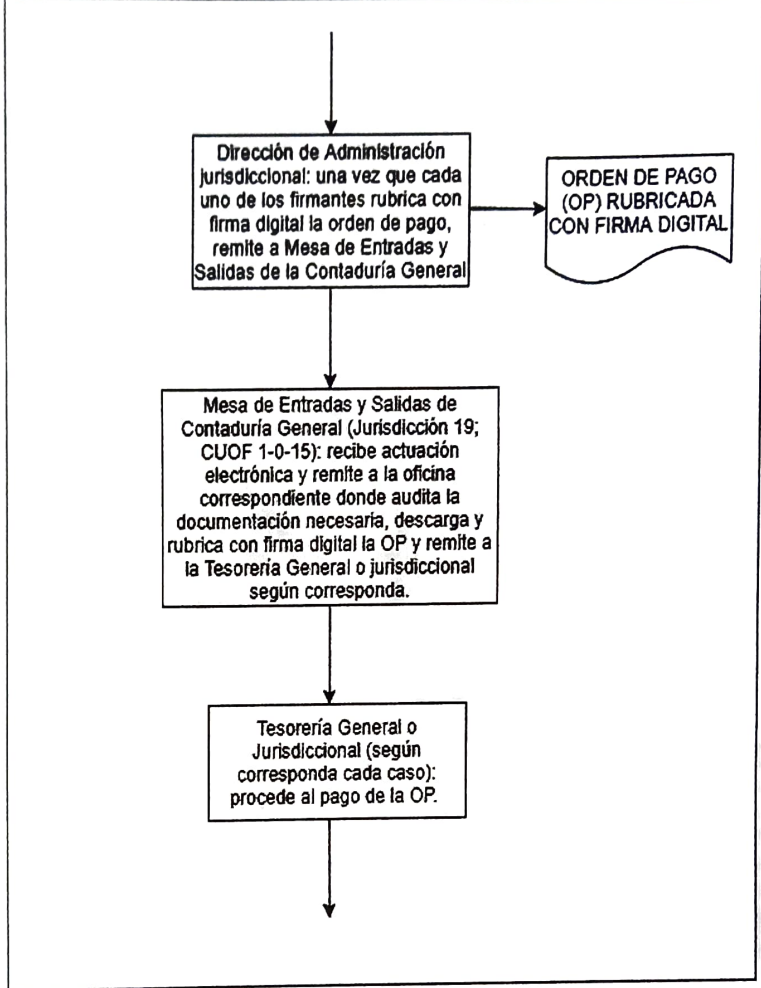 Dirección de Administración
jurisdiccional: una vez que cada
uno de los firmantes rubrica con
firma digital la orden de pago,
remite a Mesa de Entradas y
Salidas de la Contaduría General
ORDEN DE PAGO
(OP) RUBRICADA
CON FIRMA DIGITAL
Mesa de Entradas y Salidas de
Contaduría General (Jurisdicción 19;
CUOF 1-0-15): recibe actuación
electrónica y remite a la oficina
correspondiente donde audita la
documentación necesaria, descarga y
rubrica con firma digital la OP y remite a
la Tesorería General o jurisdiccional
según corresponda.
Tesorería General o
Jurisdiccional (según
corresponda cada caso):
procede al pago de la OP.